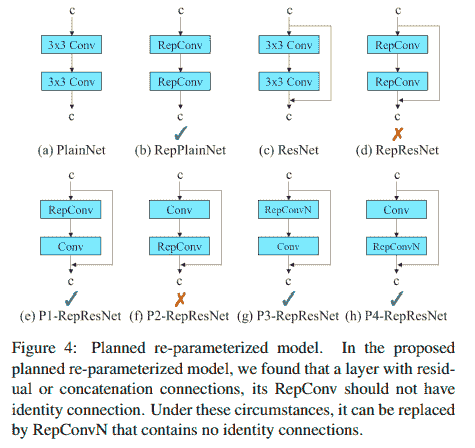 c c c c
3x3 Conv RepConv 3x3 Conv RepConv
3x3 Conv RepConv 3x3 Conv RepConv
c c c c
✓ ✗
(a) PlainNet (b) RepPlainNet (c) ResNet (d) RepResNet
c c c c
RepConv Conv RepConvN Conv
Conv RepConv Conv RepConvN
c c c c
✓ ✗ ✓ ✓
(e) P1-RepResNet (f) P2-RepResNet (g) P3-RepResNet (h) P4-RepResNet
Figure 4: Planned re-parameterized model. In the proposed
planned re-parameterized model, we found that a layer with resid-
ual or concatenation connections, its RepConv should not have
identity connection. Under these circumstances, it can be replaced
by RepConvN that contains no identity connections.